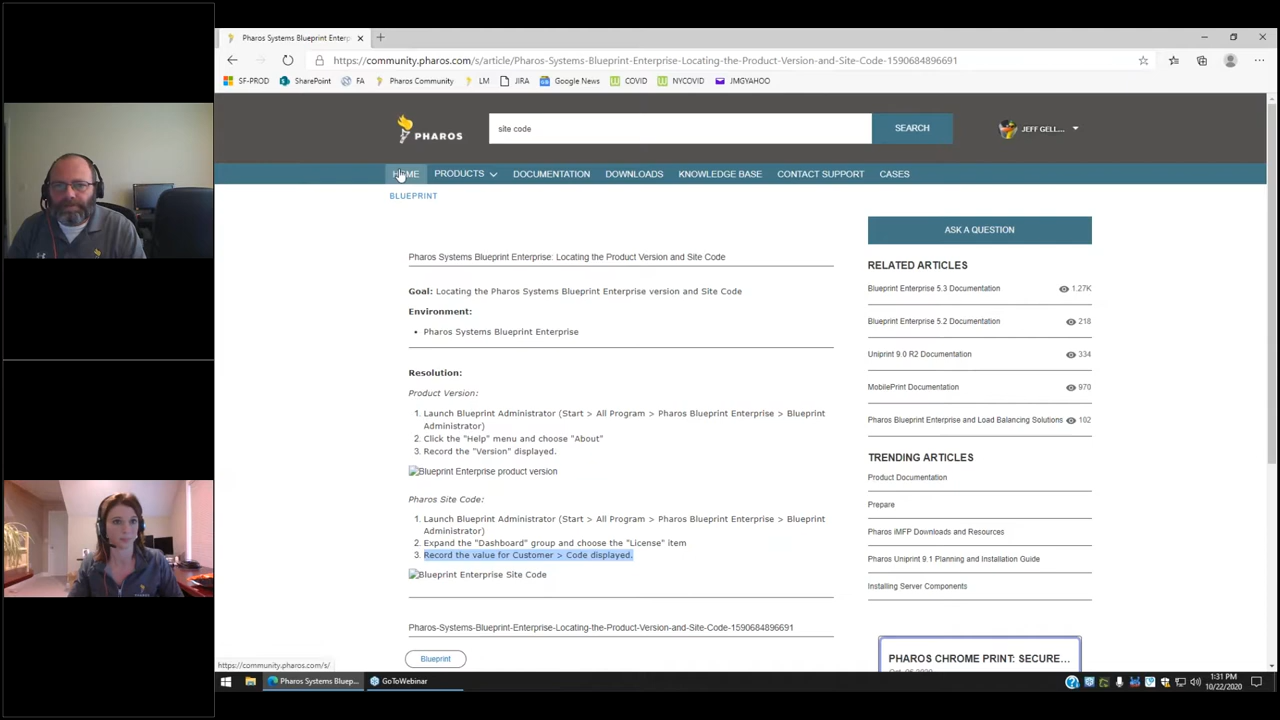 Pharos Systems Blueprint Enterp
https://community.pharos.com/s/article/Pharos-Systems-Blueprint-Enterprise-Locating-the-Product-Version-and-Site-Code-1590684896691
SF-PROD SharePoint FA Pharos Community LM JIRA Google News COVID NYCOVID JMGYAHOO
PHAROS
site code
SEARCH
JEFF GELL...
HOME PRODUCTS DOCUMENTATION DOWNLOADS KNOWLEDGE BASE CONTACT SUPPORT CASES
BLUEPRINT
Pharos Systems Blueprint Enterprise: Locating the Product Version and Site Code
Goal: Locating the Pharos Systems Blueprint Enterprise version and Site Code
Environment:
• Pharos Systems Blueprint Enterprise
Resolution:
Product Version:
1. Launch Blueprint Administrator (Start > All Program > Pharos Blueprint Enterprise > Blueprint
Administrator)
2. Click the "Help" menu and choose "About"
3. Record the "Version" displayed.
Blueprint Enterprise product version
Pharos Site Code:
1. Launch Blueprint Administrator (Start > All Program > Pharos Blueprint Enterprise > Blueprint
Administrator)
2. Expand the "Dashboard" group and choose the "License" item
3. Record the value for Customer > Code displayed.
Blueprint Enterprise Site Code
Pharos-Systems-Blueprint-Enterprise-Locating-the-Product-Version-and-Site-Code-1590684896691
Blueprint
ASK A QUESTION
RELATED ARTICLES
Blueprint Enterprise 5.3 Documentation 1.27K
Blueprint Enterprise 5.2 Documentation 218
Uniprint 9.0 R2 Documentation 334
MobilePrint Documentation 970
Pharos Blueprint Enterprise and Load Balancing Solutions 102
TRENDING ARTICLES
Product Documentation
Prepare
Pharos iMFP Downloads and Resources
Pharos Uniprint 9.1 Planning and Installation Guide
Installing Server Components
PHAROS CHROME PRINT: SECURE...
https://community.pharos.com/s/
Pharos Systems Bluep... GoToWebinar
1:31 PM
10/22/2020